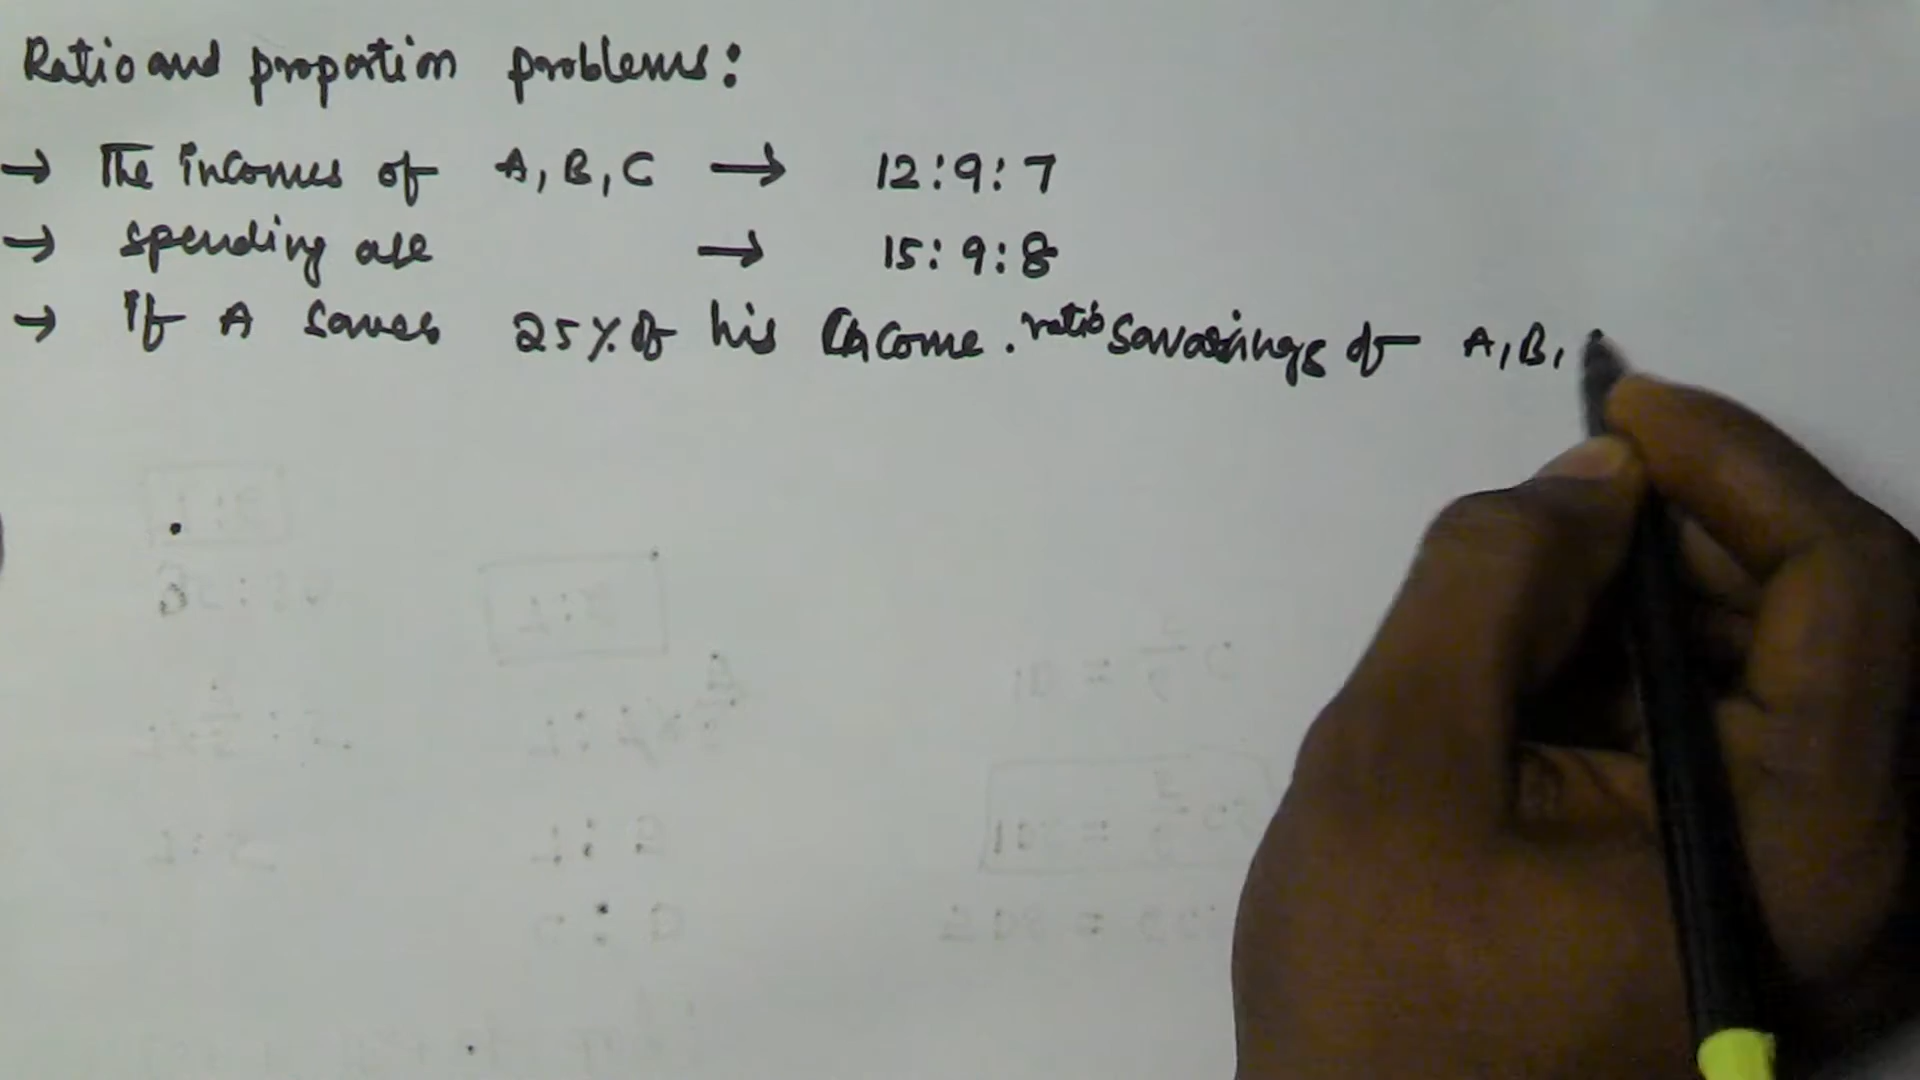 Ratio and proportion problems:
→ The incomes of A, B, C → 12:9:7
→ spending are → 15:9:8
→ If A saves 25% of his income. ratio savings of A, B,